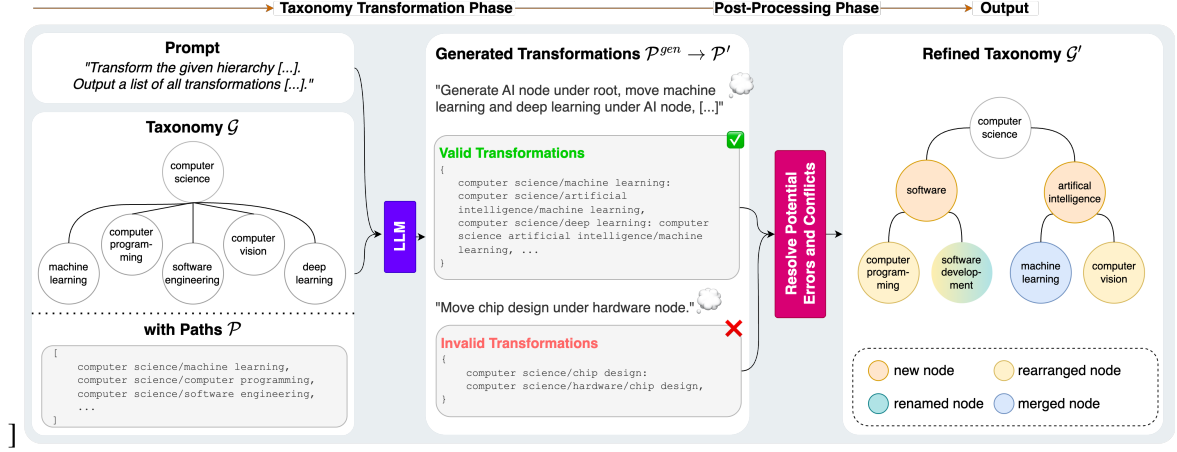 Taxonomy Transformation Phase
Post-Processing Phase
Output
Prompt
"Transform the given hierarchy [...].
Output a list of all transformations [...]."
Taxonomy 𝒢
computer
science
machine
learning
computer
program-
ming
software
engineering
computer
vision
deep
learning
with Paths 𝒫
[
computer science/machine learning,
computer science/computer programming,
computer science/software engineering,
...
]
]
LLM
Generated Transformations 𝒫^gen → 𝒫′
"Generate AI node under root, move machine
learning and deep learning under AI node, [...]"
Valid Transformations
{
computer science/machine learning:
computer science/artificial
intelligence/machine learning,
computer science/deep learning: computer
science artificial intelligence/machine
learning, ...
}
"Move chip design under hardware node."
Invalid Transformations
{
computer science/chip design:
computer science/hardware/chip design,
}
Resolve Potential
Errors and Conflicts
Refined Taxonomy 𝒢′
computer
science
software
artifical
intelligence
computer
program-
ming
software
develop-
ment
machine
learning
computer
vision
new node
rearranged node
renamed node
merged node